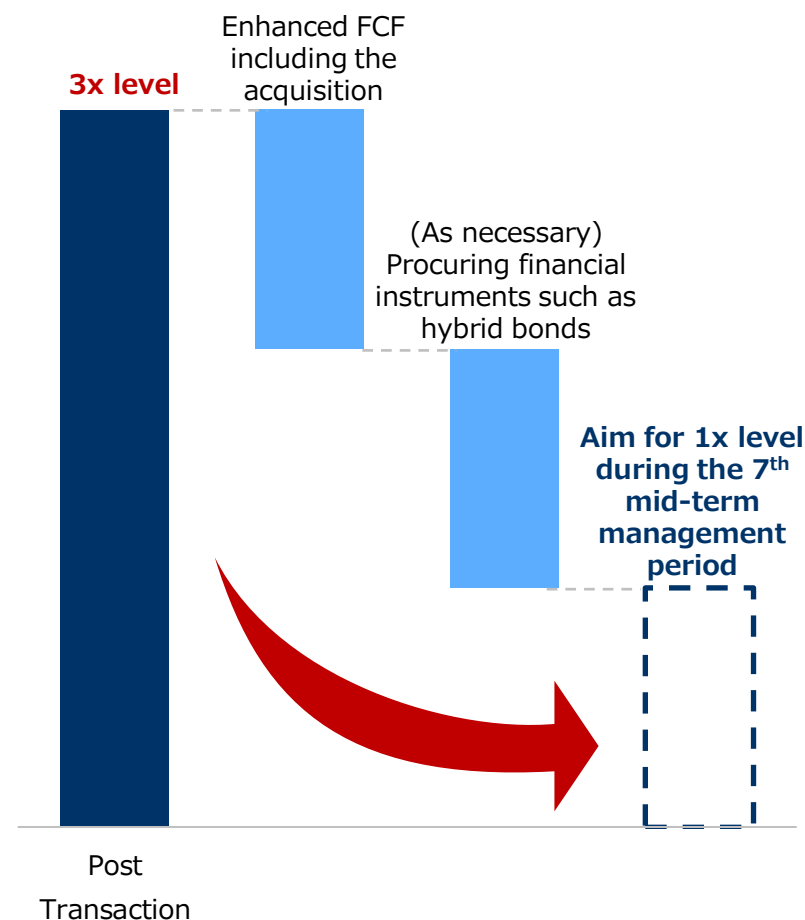 3x level
Enhanced FCF
including the
acquisition
(As necessary)
Procuring financial
instruments such as
hybrid bonds
Aim for 1x level
during the 7th
mid-term
management
period
Post
Transaction